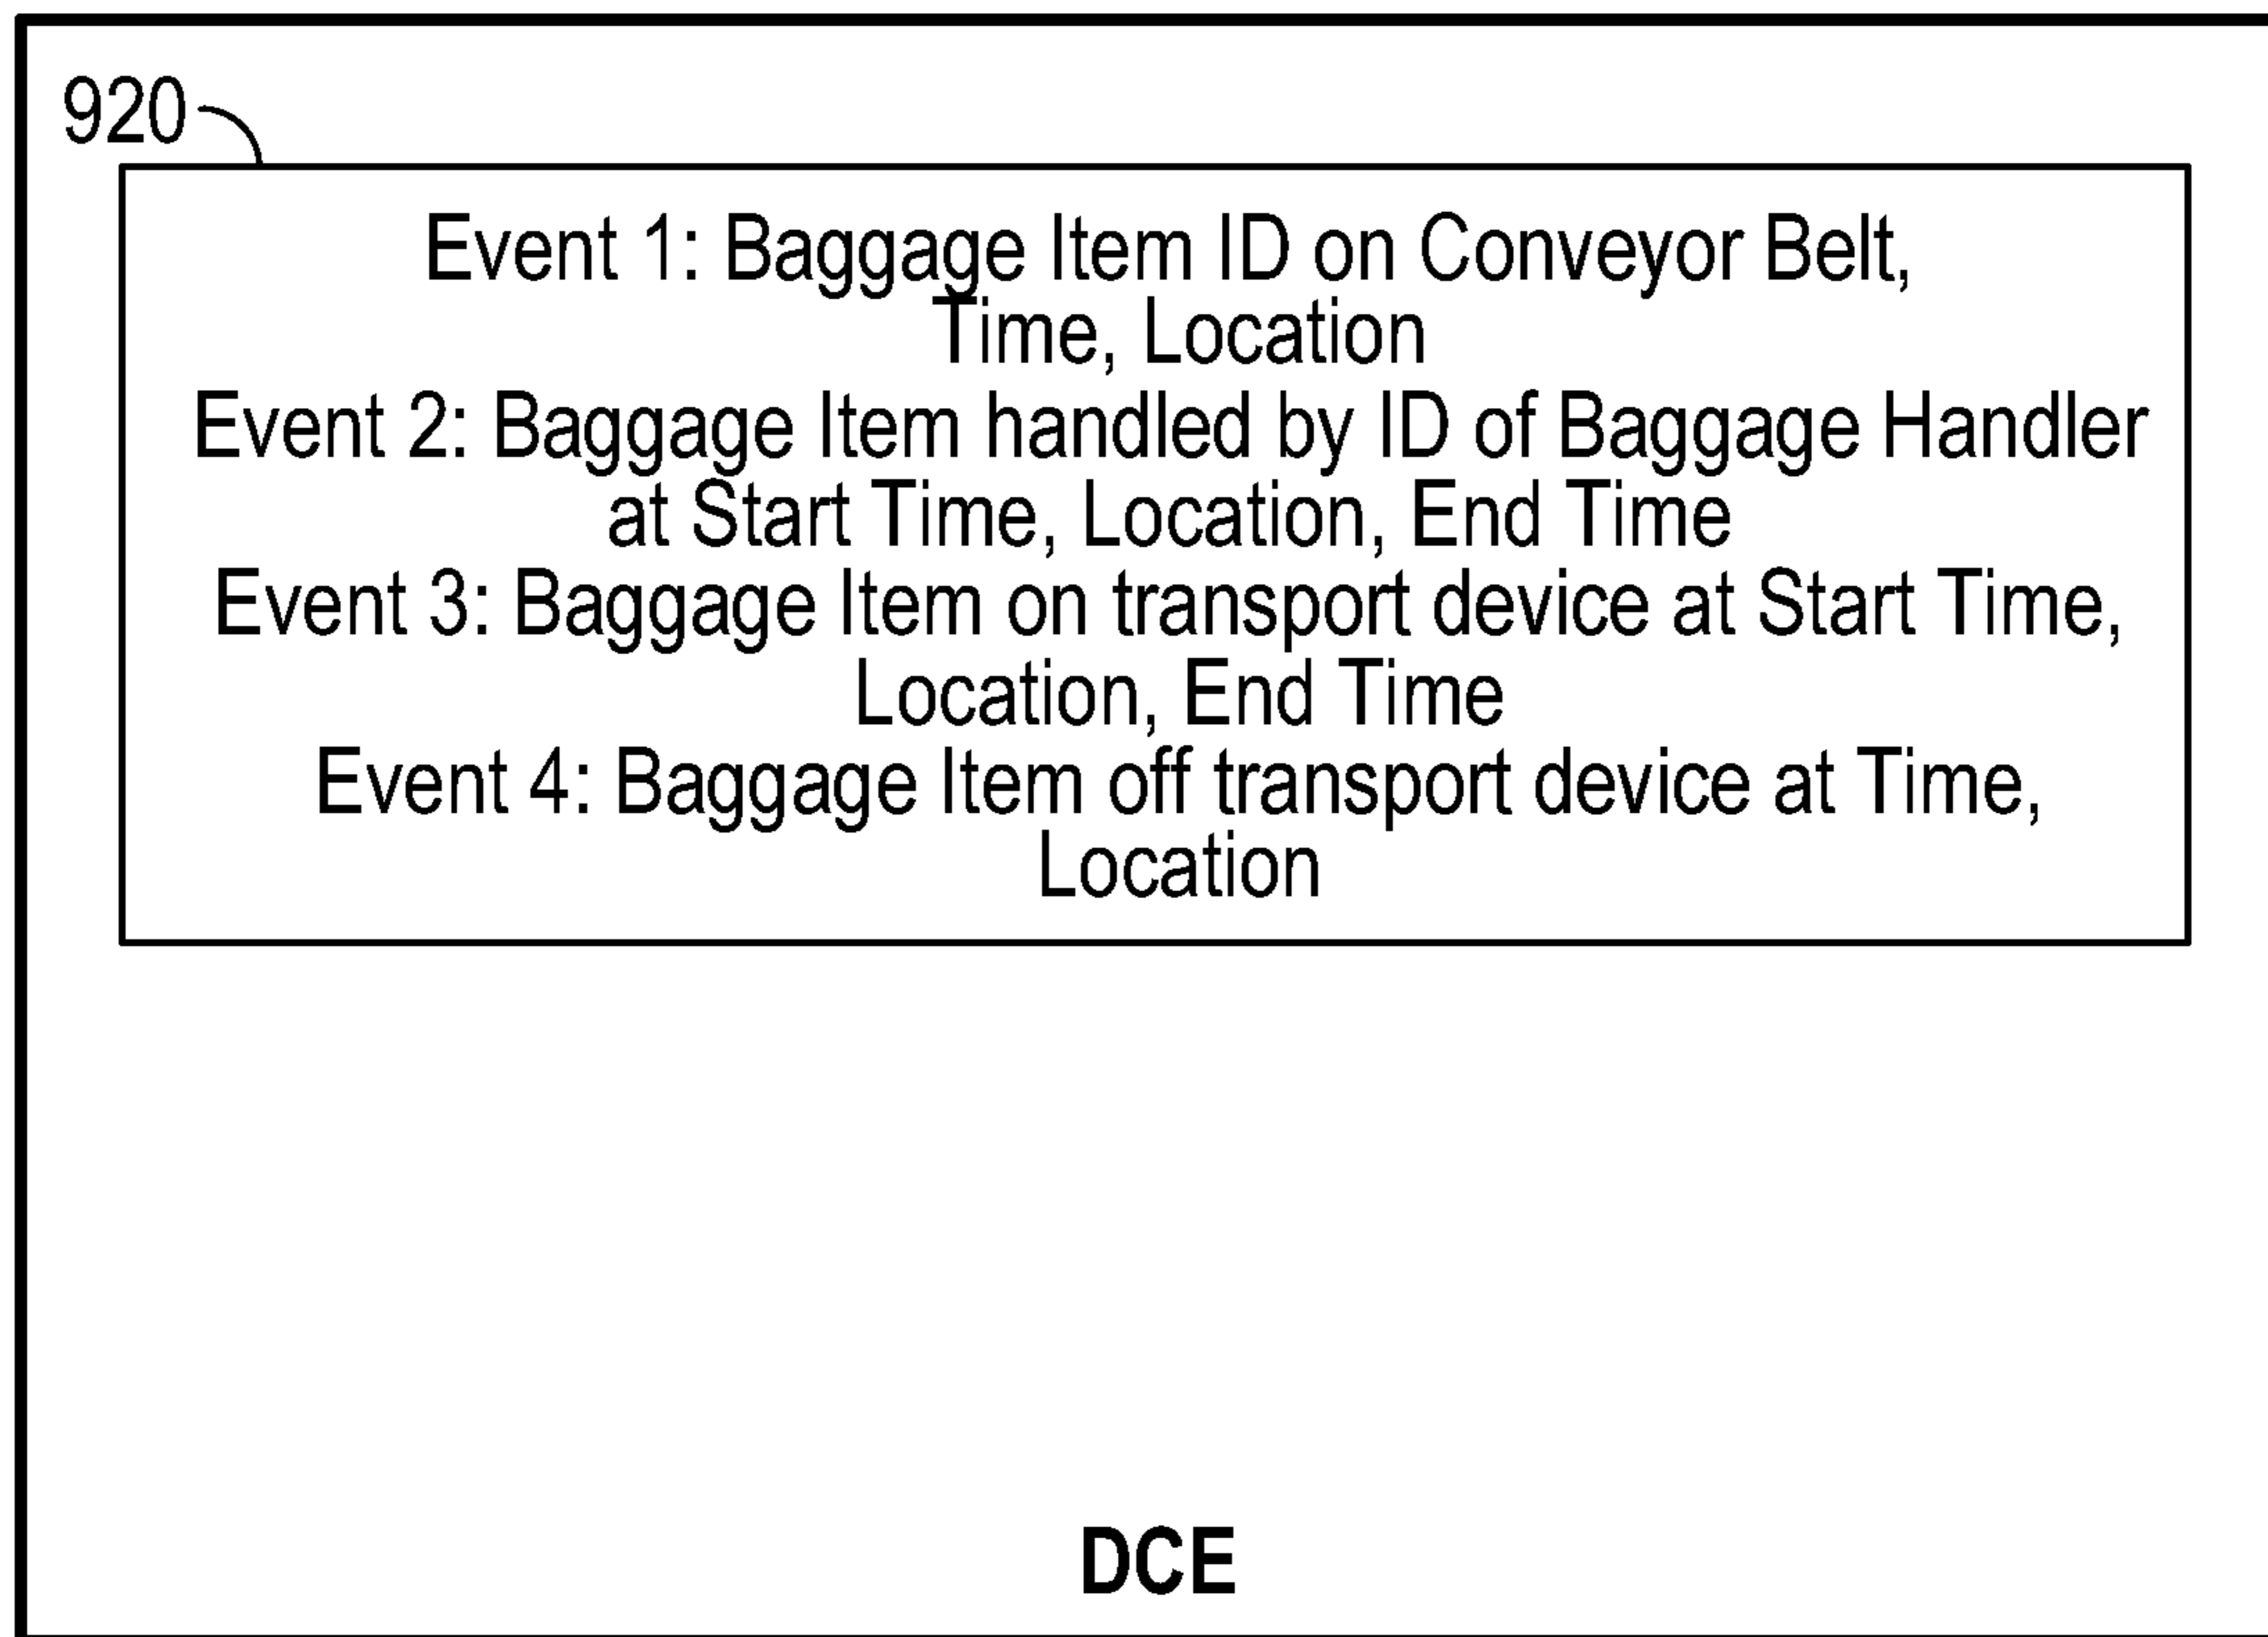 920
Event 1: Baggage Item ID on Conveyor Belt,
Time, Location
Event 2: Baggage Item handled by ID of Baggage Handler
at Start Time, Location, End Time
Event 3: Baggage Item on transport device at Start Time,
Location, End Time
Event 4: Baggage Item off transport device at Time,
Location
DCE